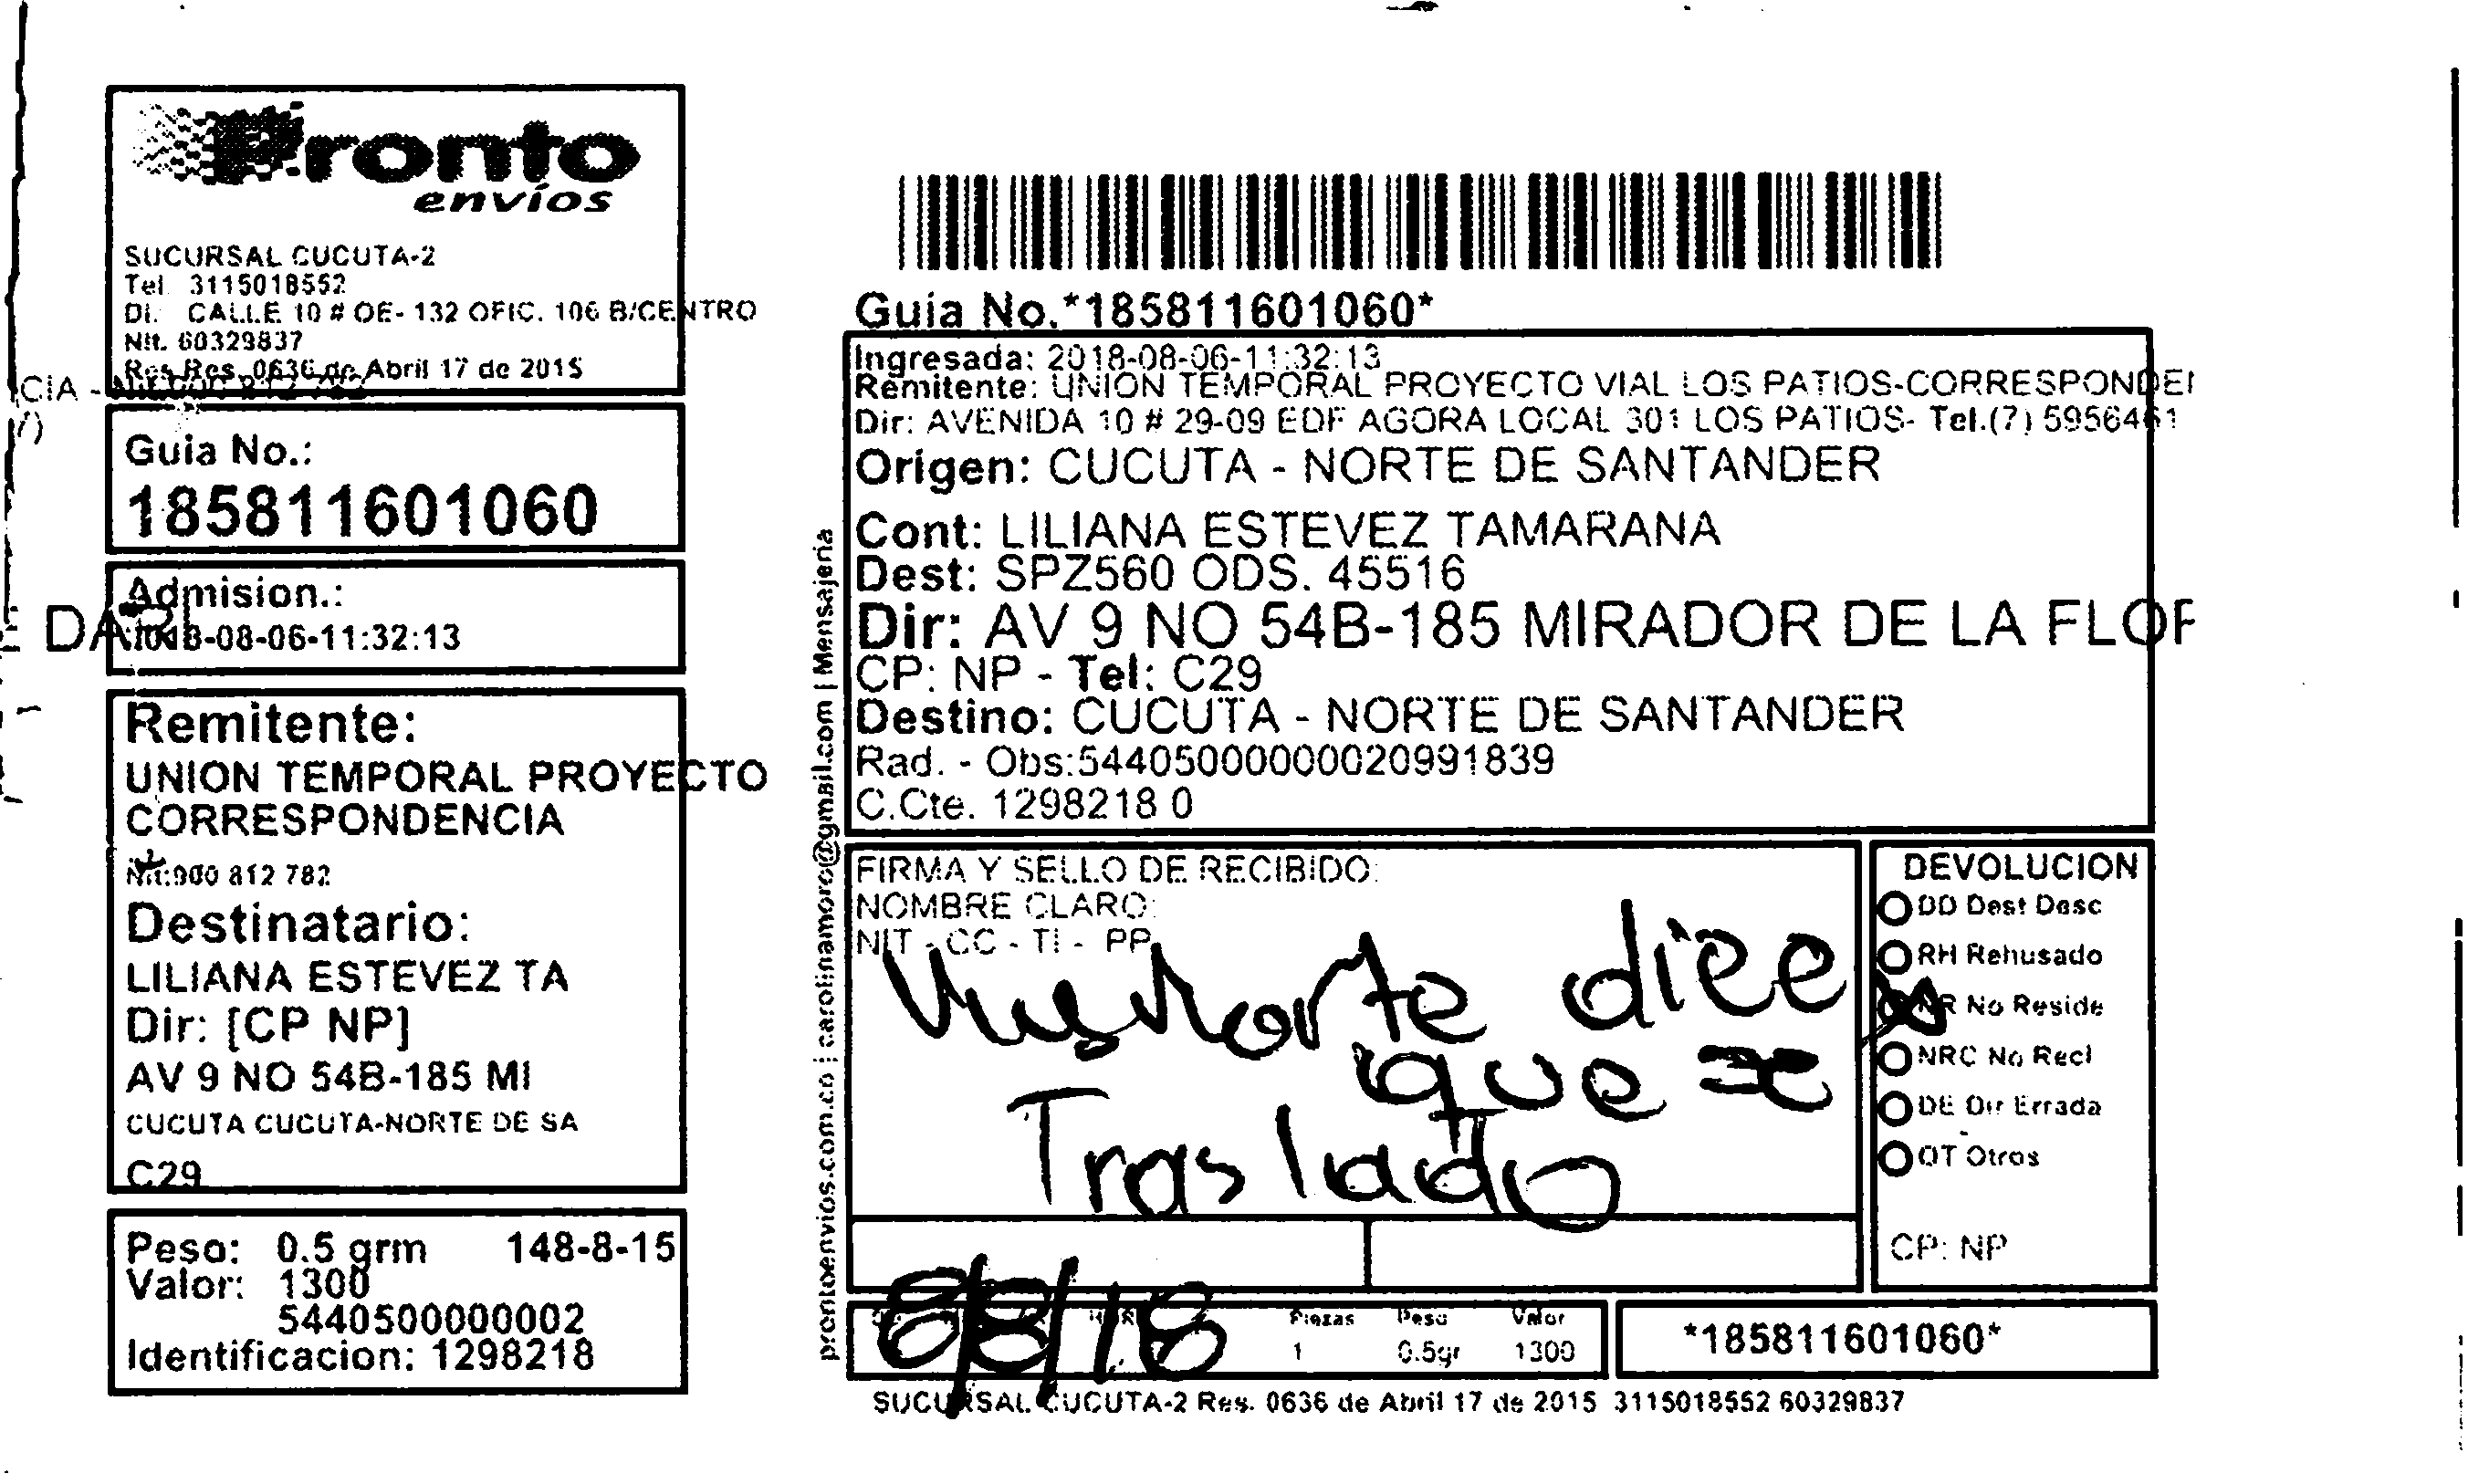 Pronto
envíos
SUCURSAL CUCUTA-2
Tel. 3115018552
Di. CALLE 10 # OE- 132 OFIC. 106 B/CENTRO
Nit. 60329837
Res Res. 0636 de Abril 17 de 2015
CIA -
Guia No.:
185811601060
Admision.:
2018-08-06-11:32:13
Remitente:
UNION TEMPORAL PROYECTO
CORRESPONDENCIA
Nit:900 812 782
Destinatario:
LILIANA ESTEVEZ TA
Dir: [CP NP]
AV 9 NO 54B-185 MI
CUCUTA CUCUTA-NORTE DE SA
C29
Peso: 0.5 grm 148-8-15
Valor: 1300
5440500000002
Identificacion: 1298218
prontoenvios.com.co | carolinamoro@gmail.com | Mensajeria
Guia No.*185811601060*
Ingresada: 2018-08-06-11:32:13
Remitente: UNION TEMPORAL PROYECTO VIAL LOS PATIOS-CORRESPONDE
Dir: AVENIDA 10 # 29-09 EDF AGORA LOCAL 301 LOS PATIOS- Tel.(7) 5956461
Origen: CUCUTA - NORTE DE SANTANDER
Cont: LILIANA ESTEVEZ TAMARANA
Dest: SPZ560 ODS. 45516
Dir: AV 9 NO 54B-185 MIRADOR DE LA FLOR
CP: NP - Tel: C29
Destino: CUCUTA - NORTE DE SANTANDER
Rad. - Obs:544050000000020991839
C.Cte. 1298218 0
FIRMA Y SELLO DE RECIBIDO:
NOMBRE CLARO:
NIT - CC - TI - PP
dice
que se
Traslado
8/8/18
DEVOLUCION
DD Dest Desc
RH Rehusado
NR No Reside
NRC No Recl
DE Dir Errada
OT Otros
CP: NP
Piezas Peso Valor
1 0.5gr 1300
*185811601060*
SUCURSAL CUCUTA-2 Res. 0636 de Abril 17 de 2015 3115018552 60329837